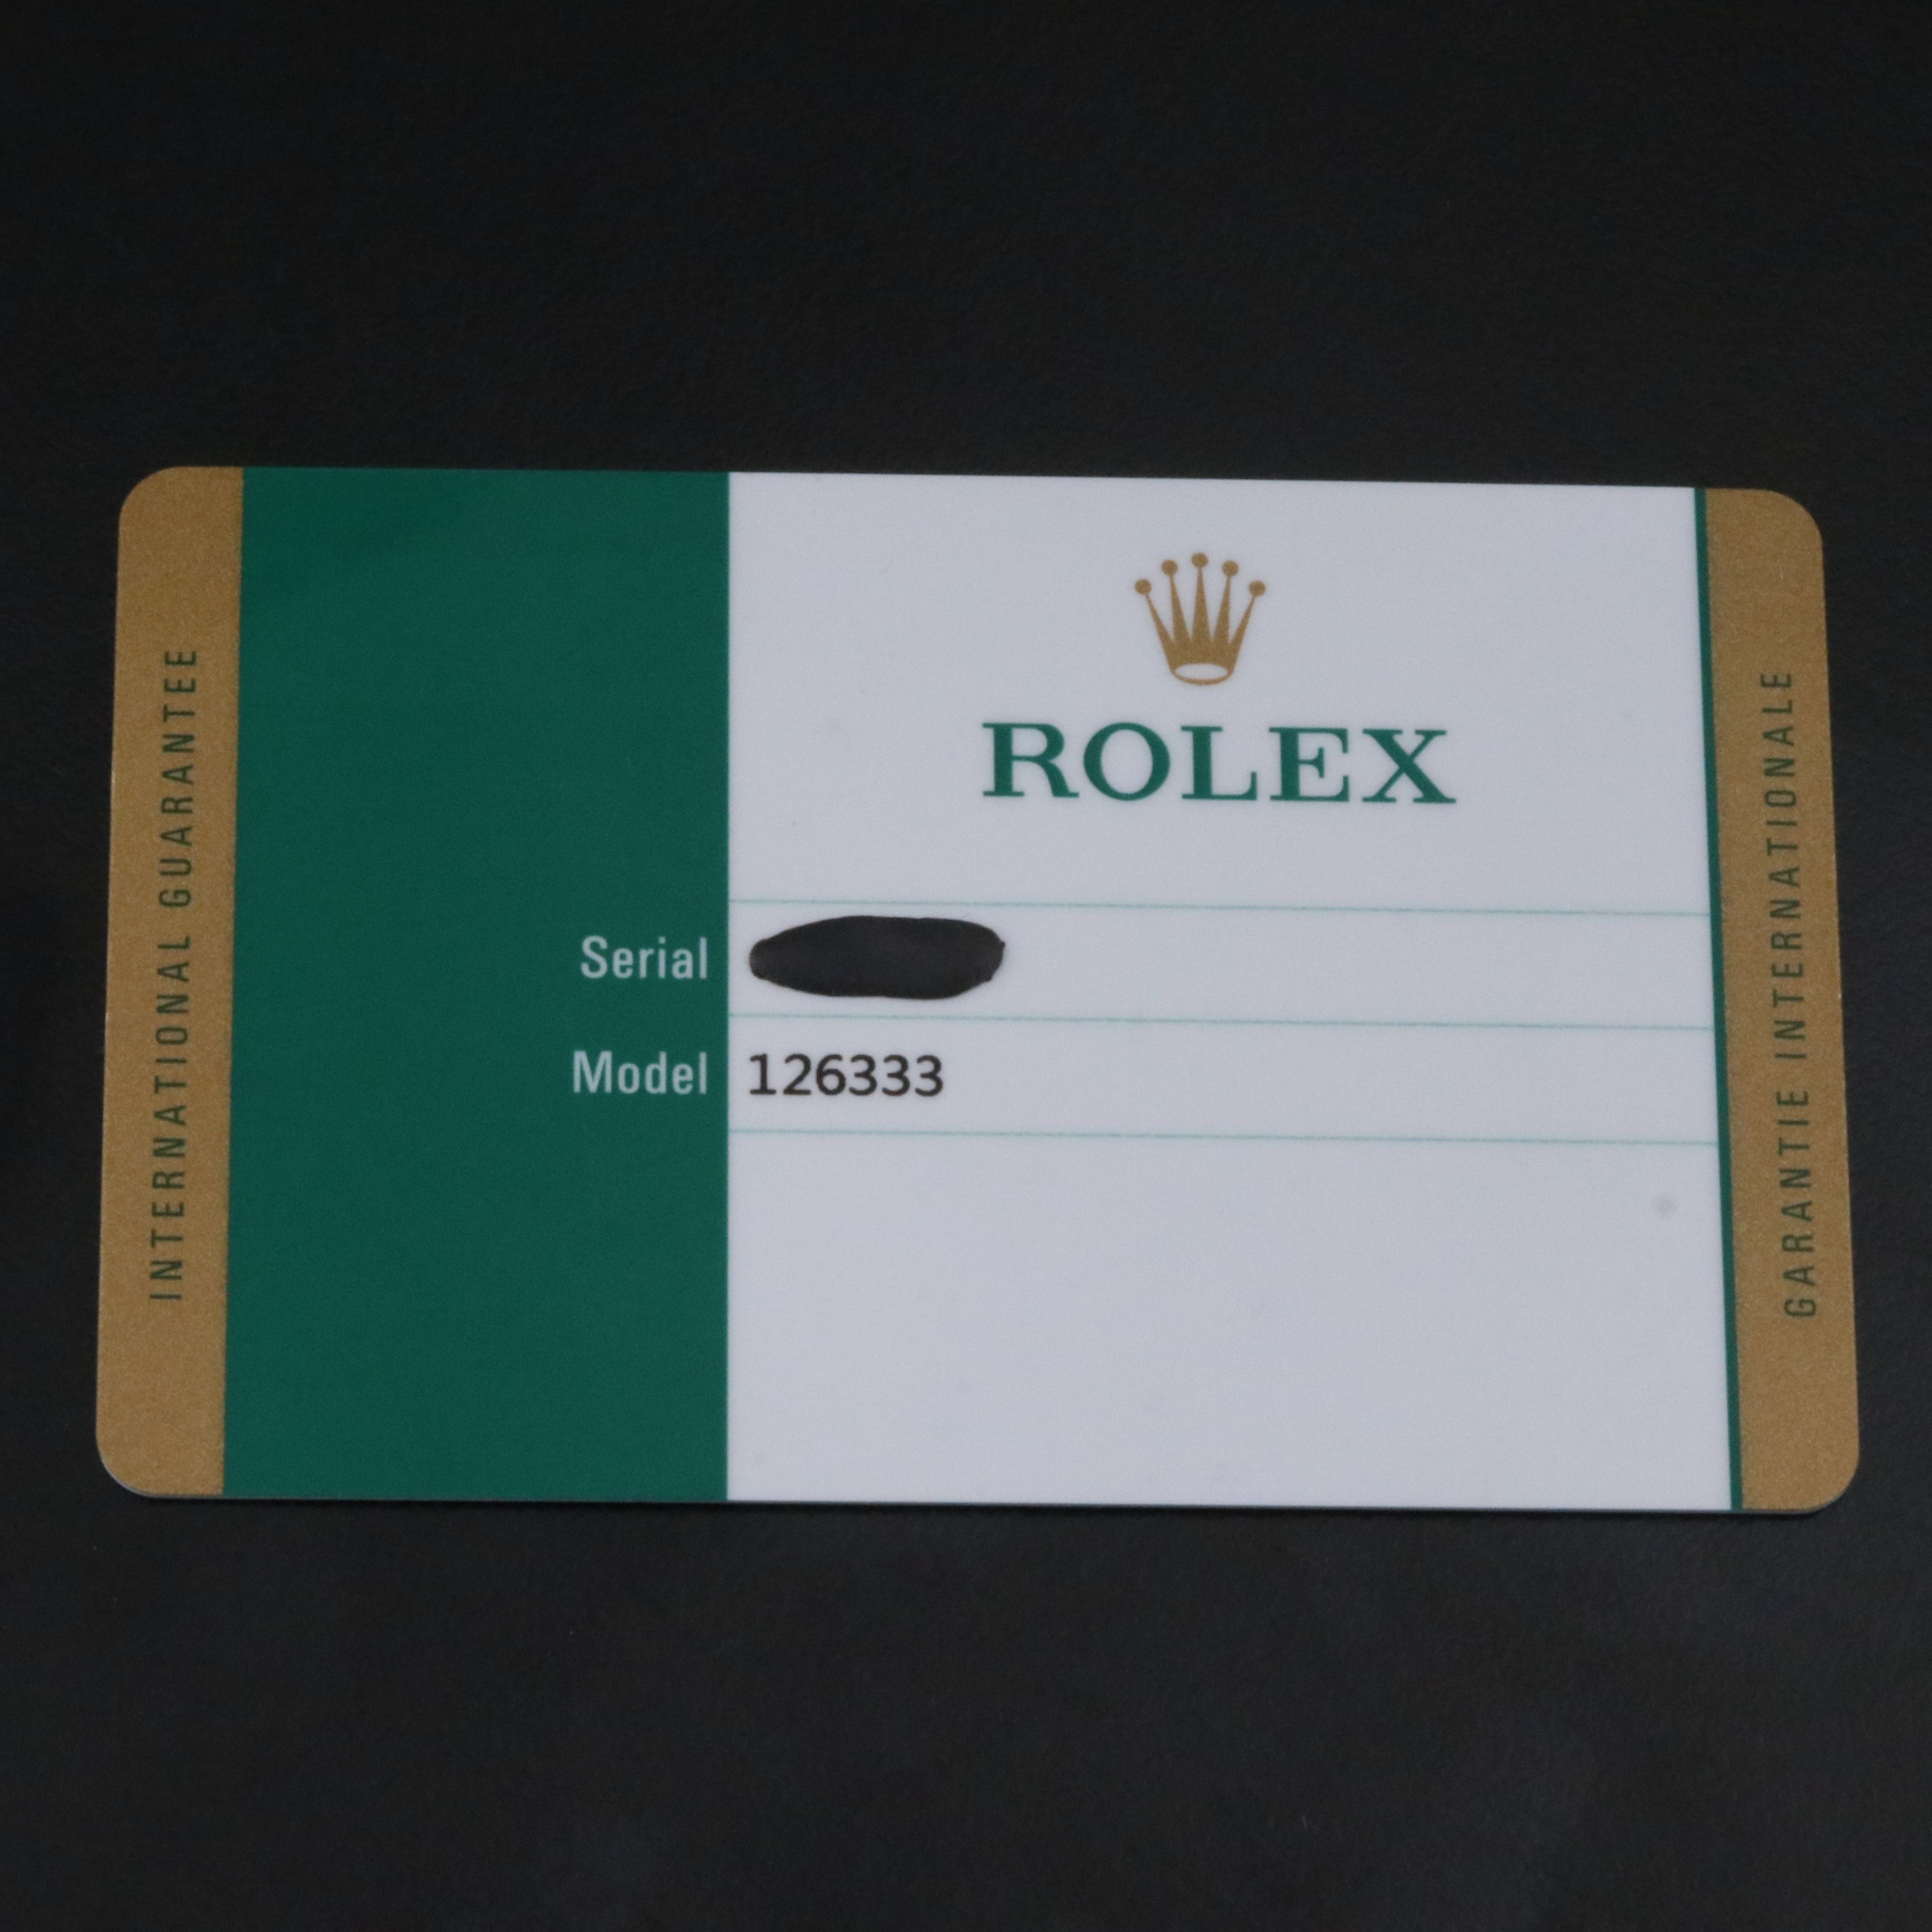 INTERNATIONAL GUARANTEE
ROLEX
Serial
Model 126333
GARANTIE INTERNATIONALE